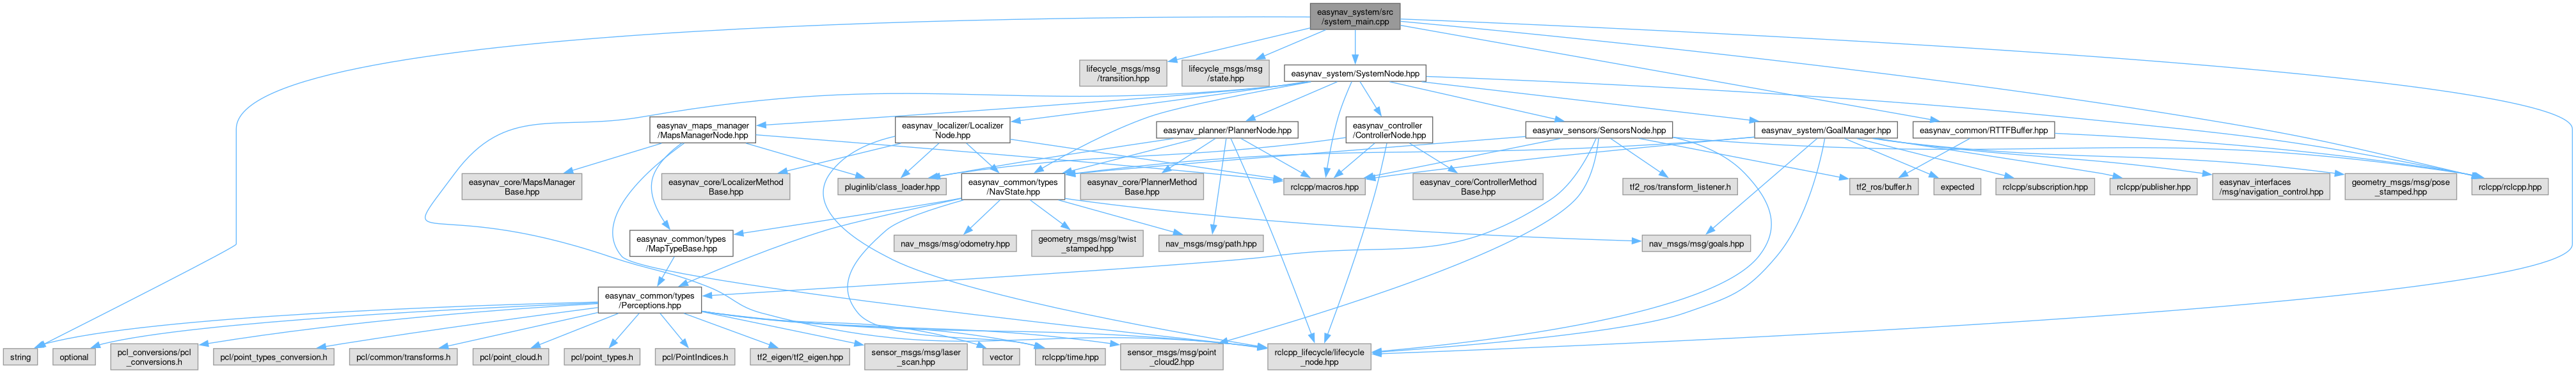 easynav_system/src
/system_main.cpp
lifecycle_msgs/msg
/transition.hpp
lifecycle_msgs/msg
/state.hpp
easynav_system/SystemNode.hpp
easynav_maps_manager
/MapsManagerNode.hpp
easynav_localizer/Localizer
Node.hpp
easynav_planner/PlannerNode.hpp
easynav_controller
/ControllerNode.hpp
easynav_sensors/SensorsNode.hpp
easynav_system/GoalManager.hpp
easynav_common/RTTFBuffer.hpp
easynav_core/MapsManager
Base.hpp
easynav_core/LocalizerMethod
Base.hpp
pluginlib/class_loader.hpp
easynav_common/types
/NavState.hpp
easynav_core/PlannerMethod
Base.hpp
rclcpp/macros.hpp
easynav_core/ControllerMethod
Base.hpp
tf2_ros/transform_listener.h
tf2_ros/buffer.h
expected
rclcpp/subscription.hpp
rclcpp/publisher.hpp
easynav_interfaces
/msg/navigation_control.hpp
geometry_msgs/msg/pose
_stamped.hpp
rclcpp/rclcpp.hpp
easynav_common/types
/MapTypeBase.hpp
nav_msgs/msg/odometry.hpp
geometry_msgs/msg/twist
_stamped.hpp
nav_msgs/msg/path.hpp
nav_msgs/msg/goals.hpp
easynav_common/types
/Perceptions.hpp
string
optional
pcl_conversions/pcl
_conversions.h
pcl/point_types_conversion.h
pcl/common/transforms.h
pcl/point_cloud.h
pcl/point_types.h
pcl/PointIndices.h
tf2_eigen/tf2_eigen.hpp
sensor_msgs/msg/laser
_scan.hpp
vector
rclcpp/time.hpp
sensor_msgs/msg/point
_cloud2.hpp
rclcpp_lifecycle/lifecycle
_node.hpp